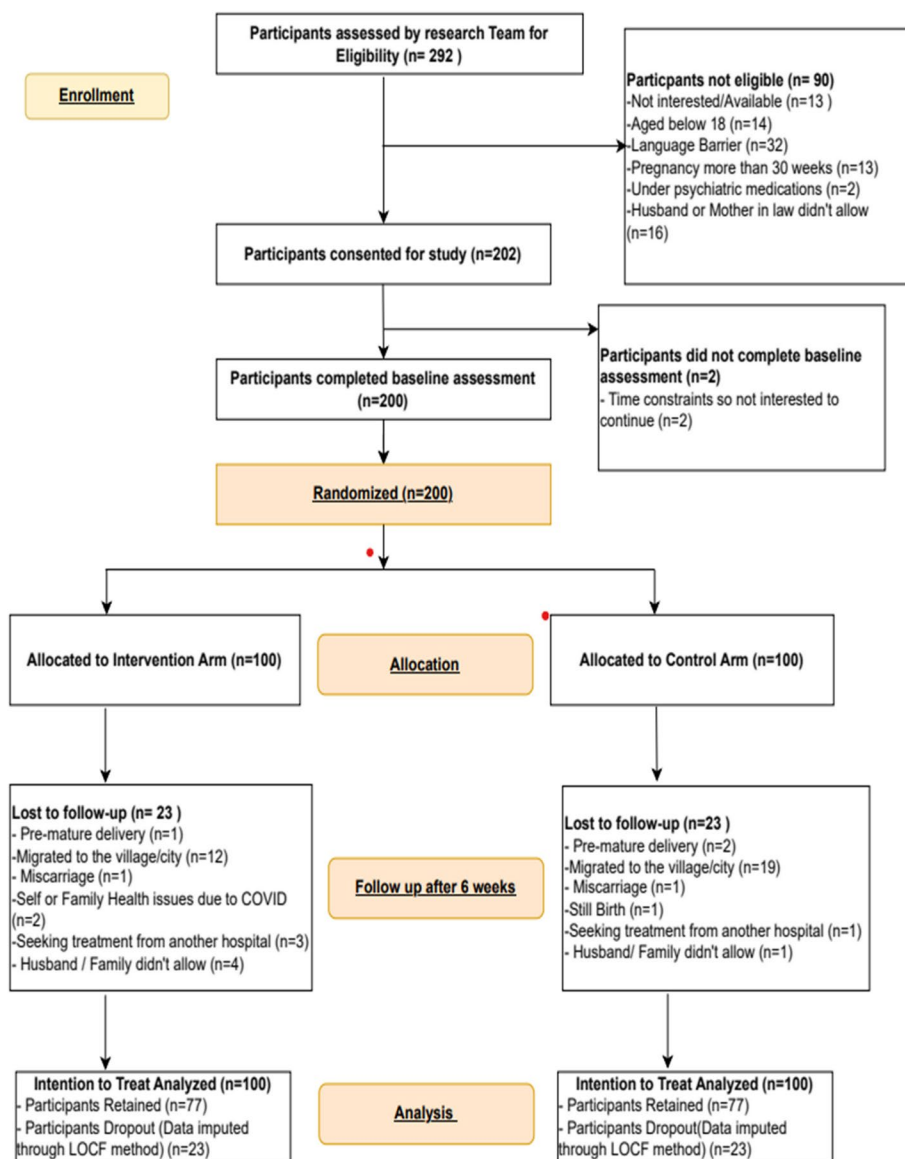 Participants assessed by research Team for
Eligibility (n= 292 )
Enrollment
Particpants not eligible (n= 90)
-Not interested/Available (n=13 )
-Aged below 18 (n=14)
-Language Barrier (n=32)
-Pregnancy more than 30 weeks (n=13)
-Under psychiatric medications (n=2)
-Husband or Mother in law didn't allow
(n=16)
Participants consented for study (n=202)
Participants did not complete baseline
assessment (n=2)
- Time constraints so not interested to
continue (n=2)
Participants completed baseline assessment
(n=200)
Randomized (n=200)
Allocated to Intervention Arm (n=100)
Allocation
Allocated to Control Arm (n=100)
Lost to follow-up (n= 23 )
- Pre-mature delivery (n=1)
-Migrated to the village/city (n=12)
- Miscarriage (n=1)
-Self or Family Health issues due to COVID
(n=2)
-Seeking treatment from another hospital (n=3)
- Husband / Family didn't allow (n=4)
Follow up after 6 weeks
Lost to follow-up (n=23 )
- Pre-mature delivery (n=2)
-Migrated to the village/city (n=19)
- Miscarriage (n=1)
- Still Birth (n=1)
-Seeking treatment from another hospital (n=1)
- Husband/ Family didn't allow (n=1)
Intention to Treat Analyzed (n=100)
- Participants Retained (n=77)
- Participants Dropout (Data imputed
through LOCF method) (n=23)
Analysis
Intention to Treat Analyzed (n=100)
- Participants Retained (n=77)
- Participants Dropout(Data imputed
through LOCF method) (n=23)